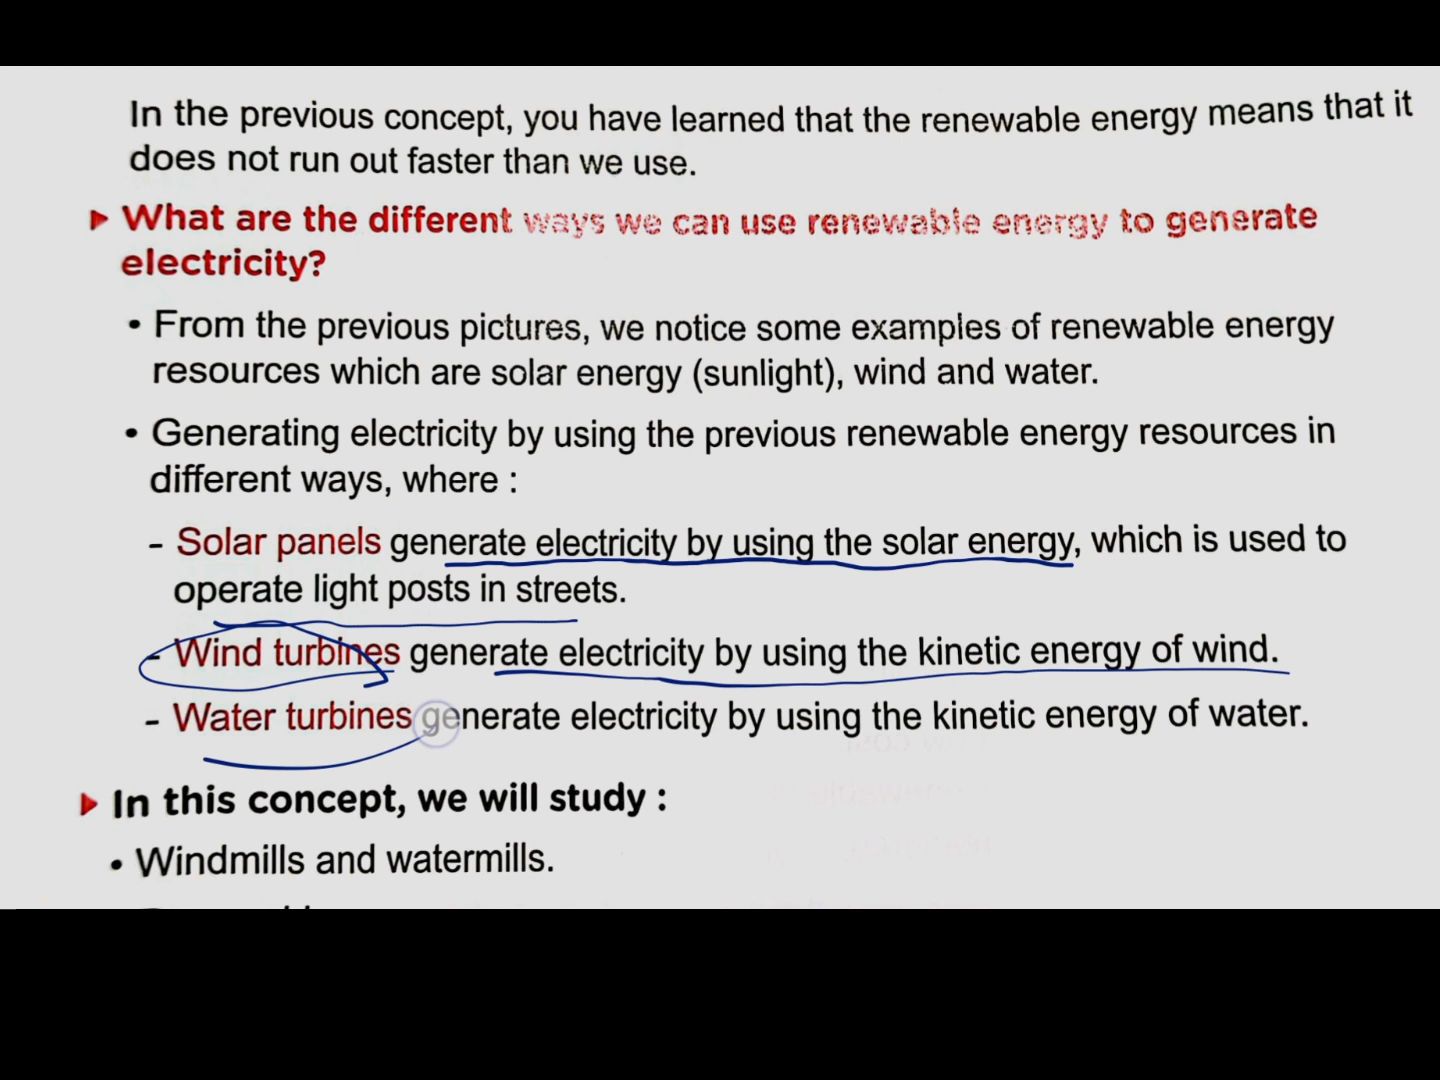 In the previous concept, you have learned that the renewable energy means that it
does not run out faster than we use.
What are the different ways we can use renewable energy to generate
electricity?
• From the previous pictures, we notice some examples of renewable energy
resources which are solar energy (sunlight), wind and water.
• Generating electricity by using the previous renewable energy resources in
different ways, where :
- Solar panels generate electricity by using the solar energy, which is used to
operate light posts in streets.
- Wind turbines generate electricity by using the kinetic energy of wind.
- Water turbines generate electricity by using the kinetic energy of water.
In this concept, we will study :
• Windmills and watermills.